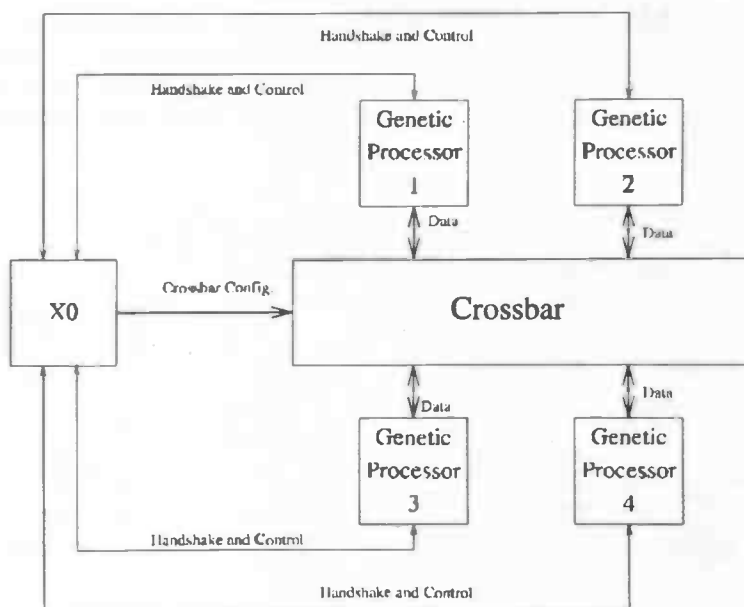 Handshake and Control
Handshake and Control
Genetic
Processor
1
Genetic
Processor
2
Data
Data
X0
Crossbar Config.
Crossbar
Data
Data
Genetic
Processor
3
Genetic
Processor
4
Handshake and Control
Handshake and Control